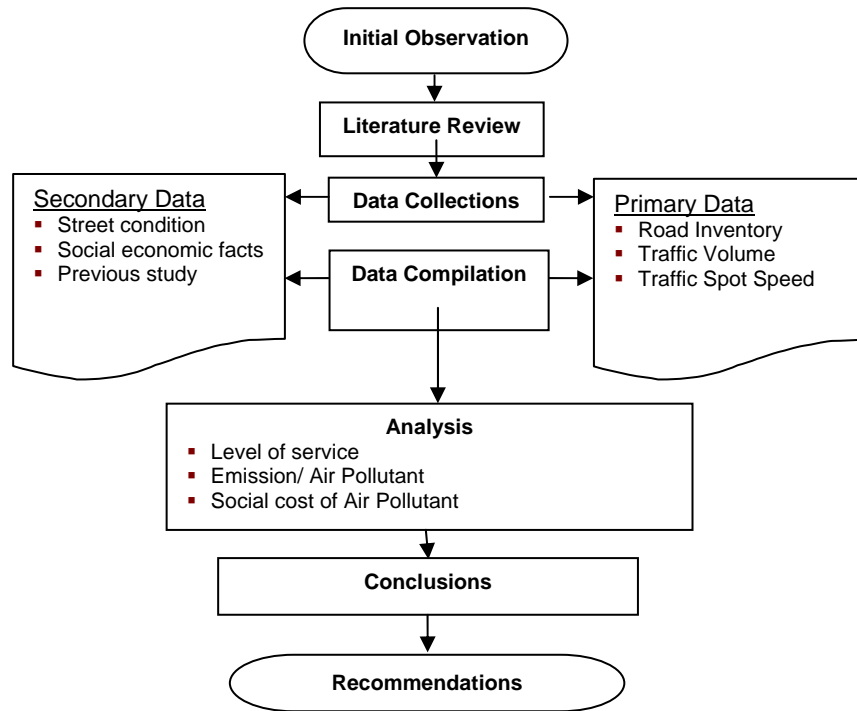 Initial Observation
Literature Review
Data Collections
Secondary Data
▪ Street condition
▪ Social economic facts
▪ Previous study
Primary Data
▪ Road Inventory
▪ Traffic Volume
▪ Traffic Spot Speed
Data Compilation
Analysis
▪ Level of service
▪ Emission/ Air Pollutant
▪ Social cost of Air Pollutant
Conclusions
Recommendations